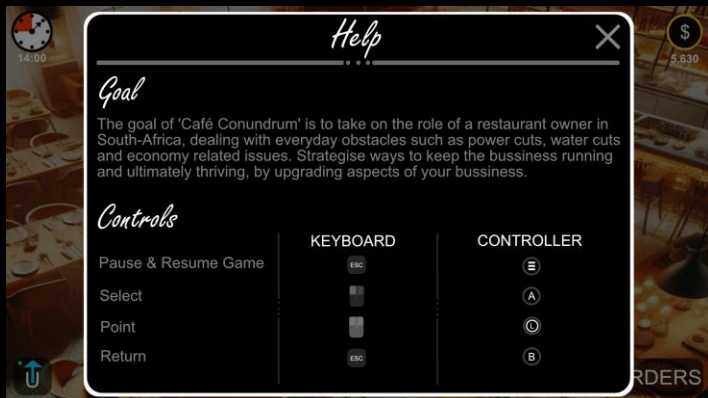 Help
14:00
$
5,630
Goal
The goal of 'Café Conundrum' is to take on the role of a restaurant owner in
South-Africa, dealing with everyday obstacles such as power cuts, water cuts
and economy related issues. Strategise ways to keep the bussiness running
and ultimately thriving, by upgrading aspects of your bussiness.
Controls
KEYBOARD CONTROLLER
Pause & Resume Game ESC
Select A
Point L
Return ESC B
RDERS